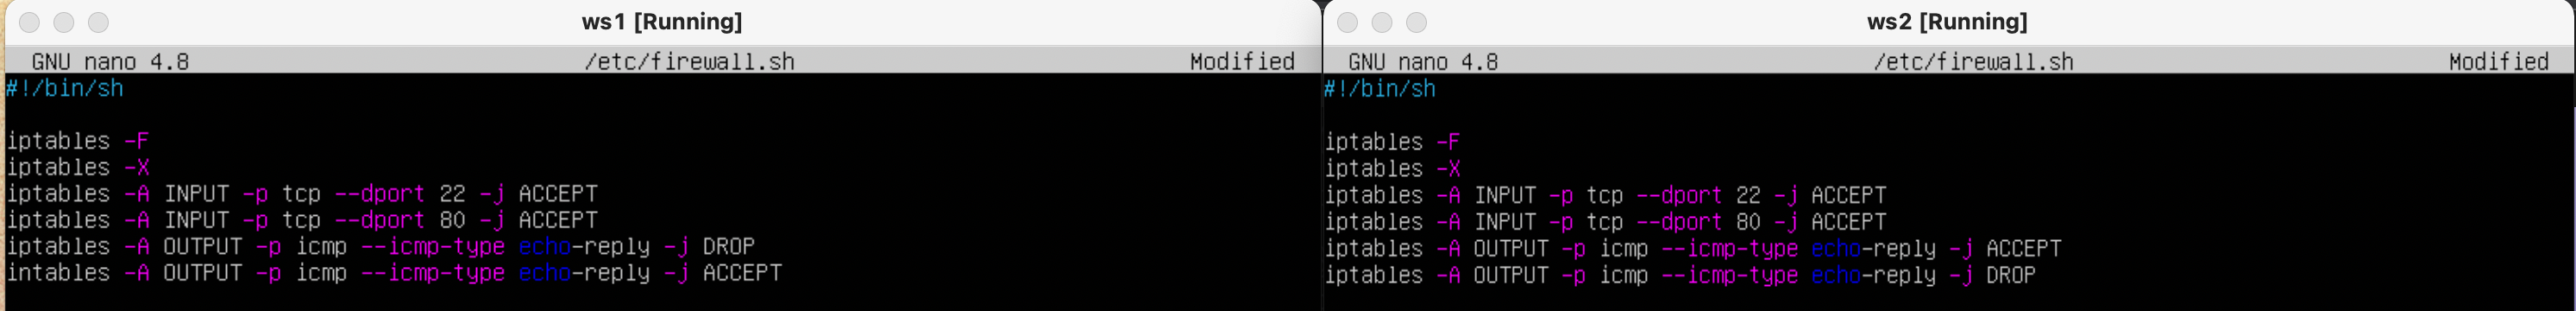 ws1 [Running]
GNU nano 4.8 /etc/firewall.sh Modified
#!/bin/sh
iptables -F
iptables -X
iptables -A INPUT -p tcp --dport 22 -j ACCEPT
iptables -A INPUT -p tcp --dport 80 -j ACCEPT
iptables -A OUTPUT -p icmp --icmp-type echo-reply -j DROP
intables -A OUTPUT -p icmp --icmp-type echo-reply -j ACCEPT
ws2 [Running]
GNU nano 4.8 /etc/firewall.sh Modified
#!/bin/sh
iptables -F
iptables -X
iptables -A INPUT -p tcp --dport 22 -j ACCEPT
iptables -A INPUT -p tcp --dport 80 -j ACCEPT
iptables -A OUTPUT -p icmp --icmp-type echo-reply -j ACCEPT
iptables -A OUTPUT -p icmp --icmp-type echo-reply -j DROP